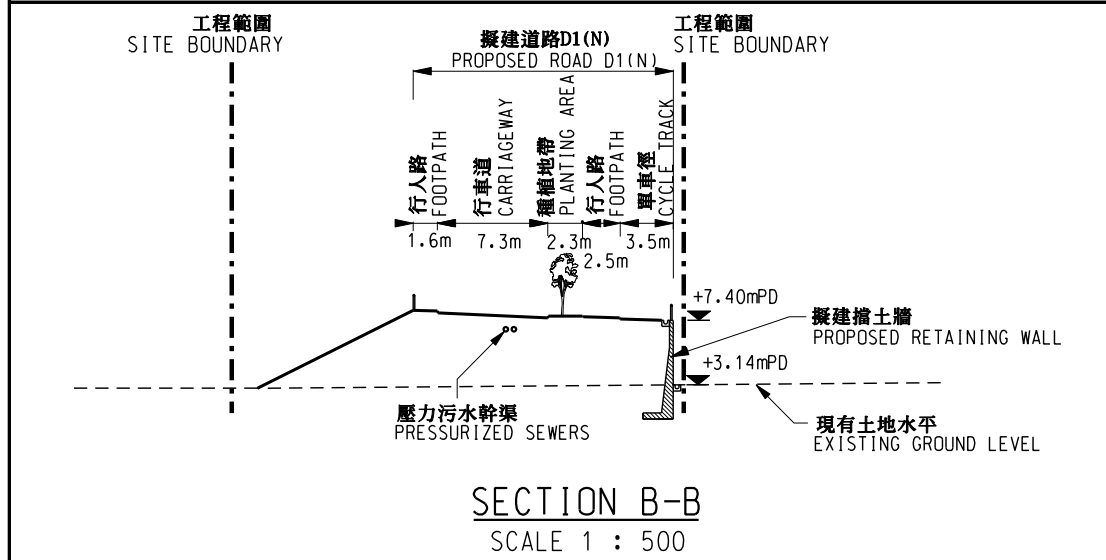 工程範圍
SITE BOUNDARY
擬建道路D1(N)
PROPOSED ROAD D1(N)
工程範圍
SITE BOUNDARY
行人路
FOOTPATH
行車道
CARRIAGEWAY
種植地帶
PLANTING AREA
行人路
FOOTPATH
單車徑
CYCLE TRACK
1.6m
7.3m
2.3m
2.5m
3.5m
+7.40mPD
擬建擋土牆
PROPOSED RETAINING WALL
+3.14mPD
壓力污水幹渠
PRESSURIZED SEWERS
現有土地水平
EXISTING GROUND LEVEL
SECTION B-B
SCALE 1 : 500